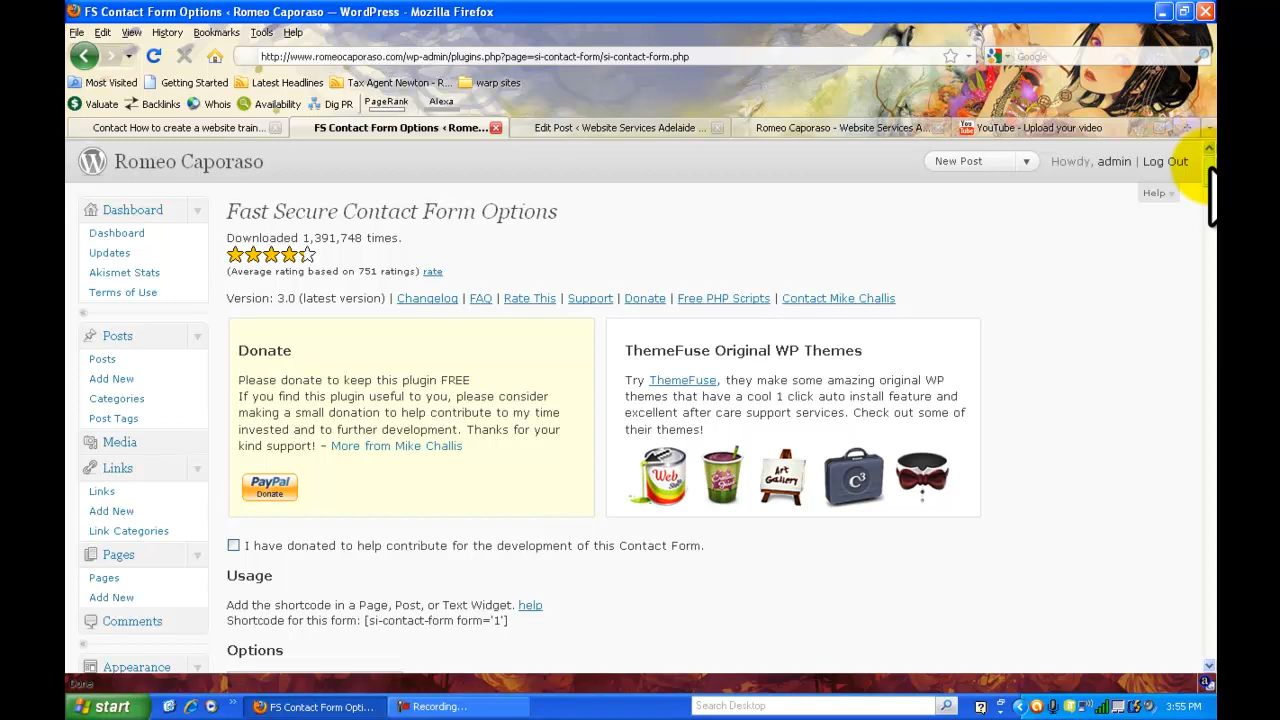 FS Contact Form Options ‹ Romeo Caporaso — WordPress - Mozilla Firefox
File Edit View History Bookmarks Tools Help
http://www.romeocaporaso.com/wp-admin/plugins.php?page=si-contact-form/si-contact-form.php
Google
Most Visited Getting Started Latest Headlines Tax Agent Newton - R... warp sites
Valuate Backlinks Whois Availability Dig PR PageRank Alexa
Contact How to create a website train... FS Contact Form Options ‹ Rome... Edit Post ‹ Website Services Adelaide ... Romeo Caporaso - Website Services A... YouTube - Upload your video
Romeo Caporaso
New Post Howdy, admin | Log Out
Help
Dashboard
Dashboard
Updates
Akismet Stats
Terms of Use
Posts
Posts
Add New
Categories
Post Tags
Media
Links
Links
Add New
Link Categories
Pages
Pages
Add New
Comments
Appearance
Fast Secure Contact Form Options
Downloaded 1,391,748 times.
(Average rating based on 751 ratings) rate
Version: 3.0 (latest version) | Changelog | FAQ | Rate This | Support | Donate | Free PHP Scripts | Contact Mike Challis
Donate
Please donate to keep this plugin FREE
If you find this plugin useful to you, please consider
making a small donation to help contribute to my time
invested and to further development. Thanks for your
kind support! - More from Mike Challis
PayPal
Donate
ThemeFuse Original WP Themes
Try ThemeFuse, they make some amazing original WP
themes that have a cool 1 click auto install feature and
excellent after care support services. Check out some of
their themes!
Web
Art
Gallery
C3
I have donated to help contribute for the development of this Contact Form.
Usage
Add the shortcode in a Page, Post, or Text Widget. help
Shortcode for this form: [si-contact-form form='1']
Options
Done
start FS Contact Form Opti... Recording... Search Desktop 3:55 PM